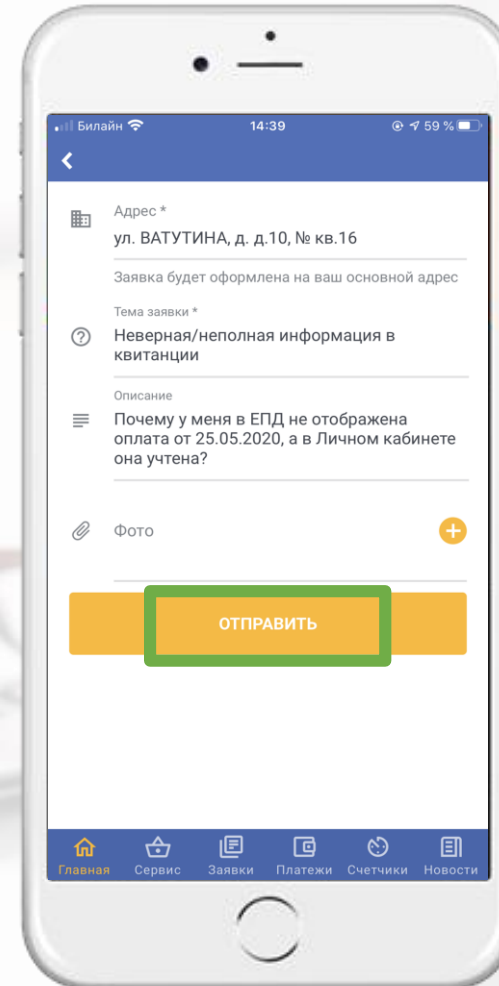 Билайн 14:39 59 %
Адрес *
ул. ВАТУТИНА, д. д.10, № кв.16
Заявка будет оформлена на ваш основной адрес
Тема заявки *
Неверная/неполная информация в
квитанции
Описание
Почему у меня в ЕПД не отображена
оплата от 25.05.2020, а в Личном кабинете
она учтена?
Фото
ОТПРАВИТЬ
Главная Сервис Заявки Платежи Счетчики Новости